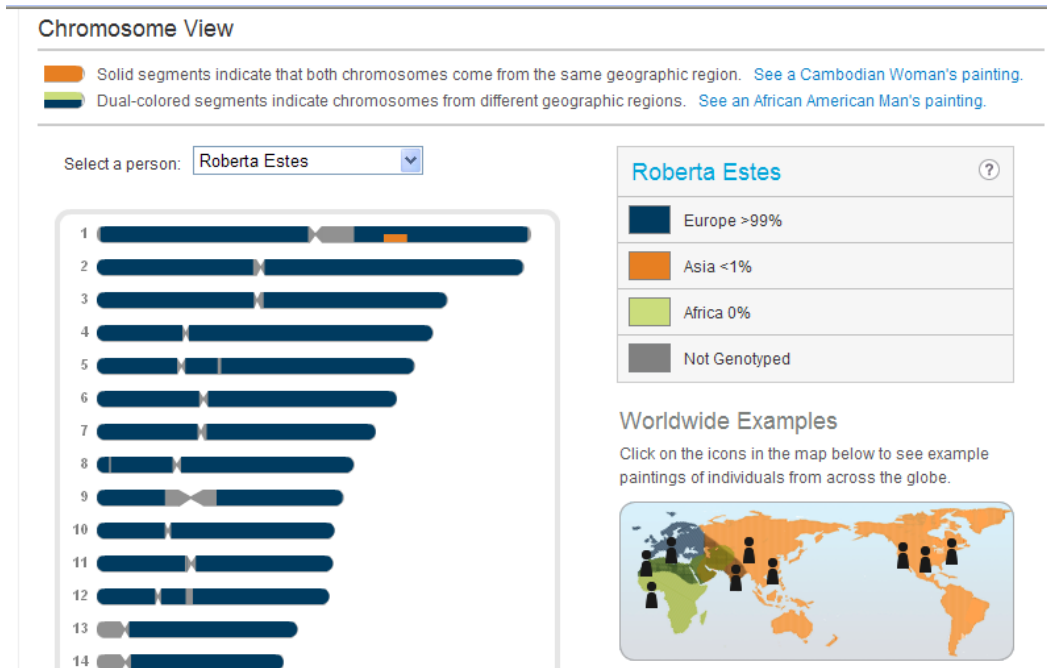 Chromosome View
Solid segments indicate that both chromosomes come from the same geographic region. See a Cambodian Woman's painting.
Dual-colored segments indicate chromosomes from different geographic regions. See an African American Man's painting.
Select a person: Roberta Estes
1
2
3
4
5
6
7
8
9
10
11
12
13
14
Roberta Estes ?
Europe >99%
Asia <1%
Africa 0%
Not Genotyped
Worldwide Examples
Click on the icons in the map below to see example
paintings of individuals from across the globe.